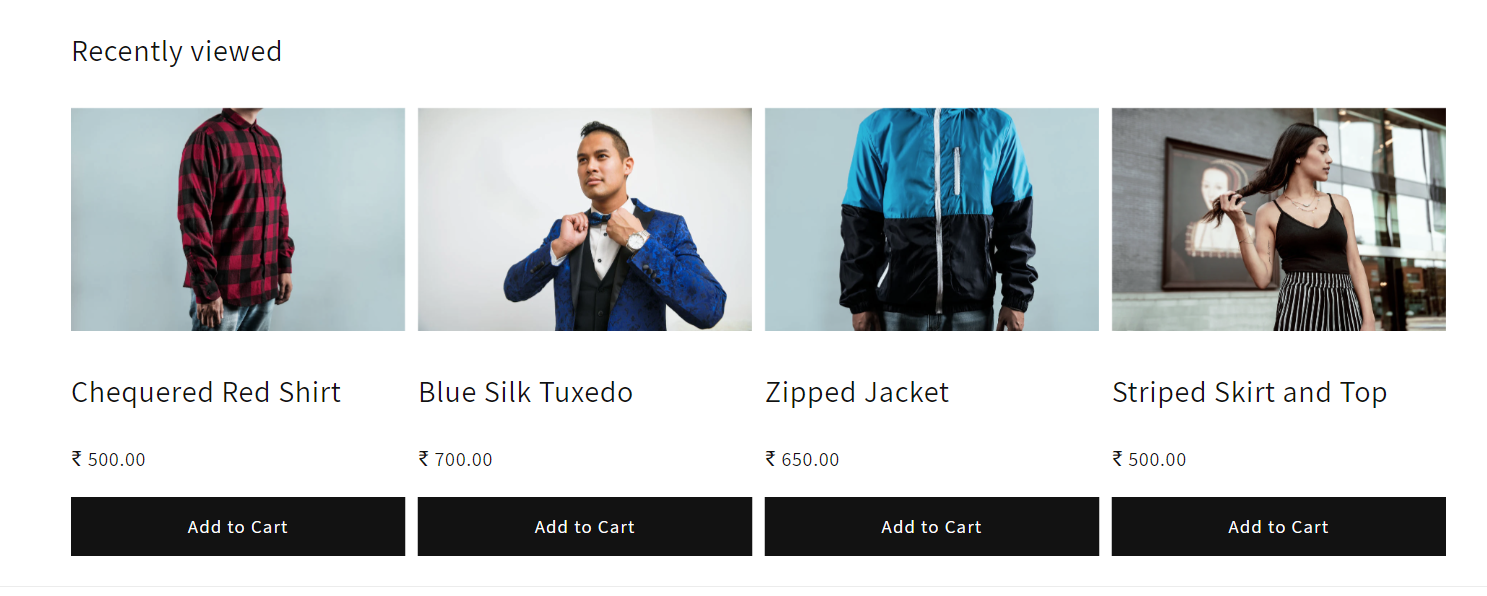 Recently viewed
Chequered Red Shirt
Blue Silk Tuxedo
Zipped Jacket
Striped Skirt and Top
₹ 500.00
₹ 700.00
₹ 650.00
₹ 500.00
Add to Cart
Add to Cart
Add to Cart
Add to Cart